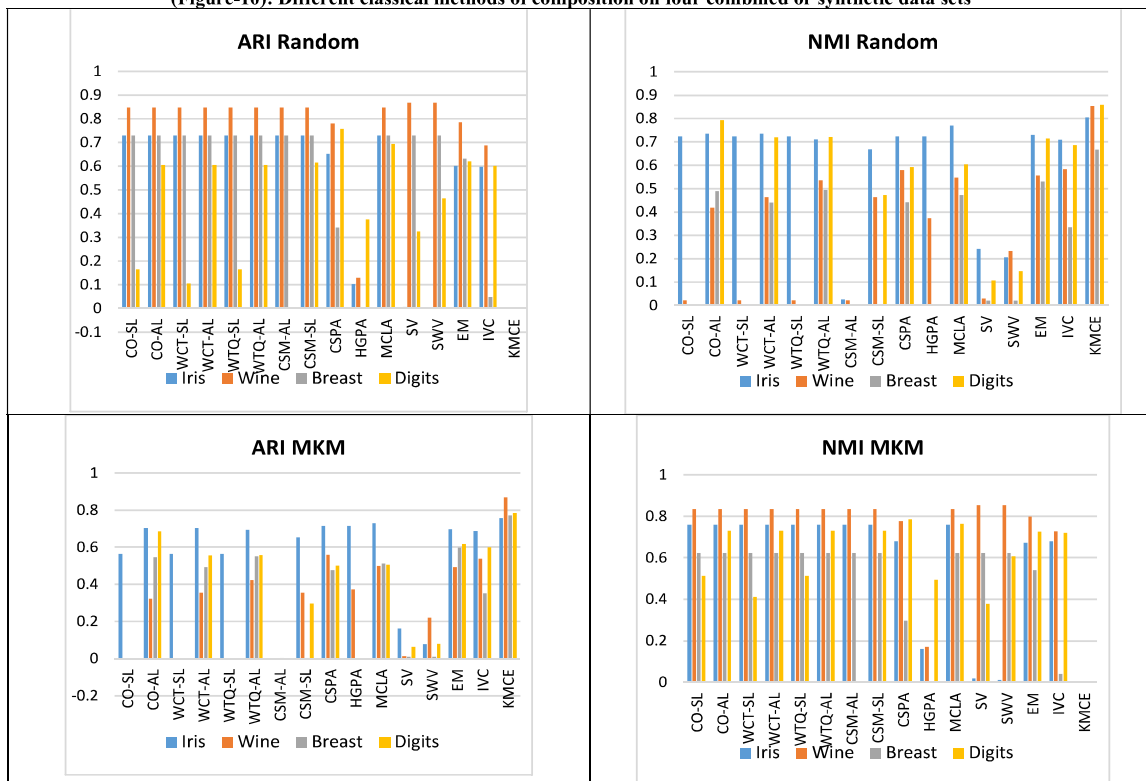 (Figure-10): Different classical methods of composition on four combined or synthetic data sets
ARI Random
1
0.9
0.8
0.7
0.6
0.5
0.4
0.3
0.2
0.1
0
-0.1
CO-SL
CO-AL
WCT-SL
WCT-AL
WTQ-SL
WTQ-AL
CSM-AL
CSM-SL
CSPA
HGPA
MCLA
SV
SWV
EM
IVC
KMCE
Iris Wine Breast Digits
NMI Random
1
0.9
0.8
0.7
0.6
0.5
0.4
0.3
0.2
0.1
0
CO-SL
CO-AL
WCT-SL
WCT-AL
WTQ-SL
WTQ-AL
CSM-AL
CSM-SL
CSPA
HGPA
MCLA
SV
SWV
EM
IVC
KMCE
Iris Wine Breast Digits
ARI MKM
1
0.8
0.6
0.4
0.2
0
-0.2
CO-SL
CO-AL
WCT-SL
WCT-AL
WTQ-SL
WTQ-AL
CSM-AL
CSM-SL
CSPA
HGPA
MCLA
SV
SWV
EM
IVC
KMCE
Iris Wine Breast Digits
NMI MKM
1
0.8
0.6
0.4
0.2
0
CO-SL
CO-AL
WCT-SL
WCT-AL
WTQ-SL
WTQ-AL
CSM-AL
CSM-SL
CSPA
HGPA
MCLA
SV
SWV
EM
IVC
KMCE
Iris Wine Breast Digits